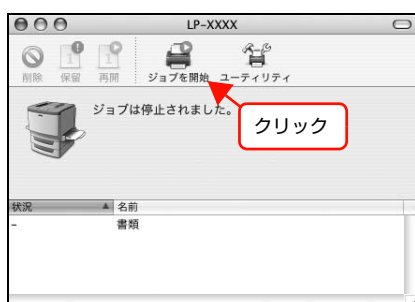 LP-XXXX
削除 保留 再開 ジョブを開始 ユーティリティ
ジョブは停止されました。
クリック
状況 名前
- 書類